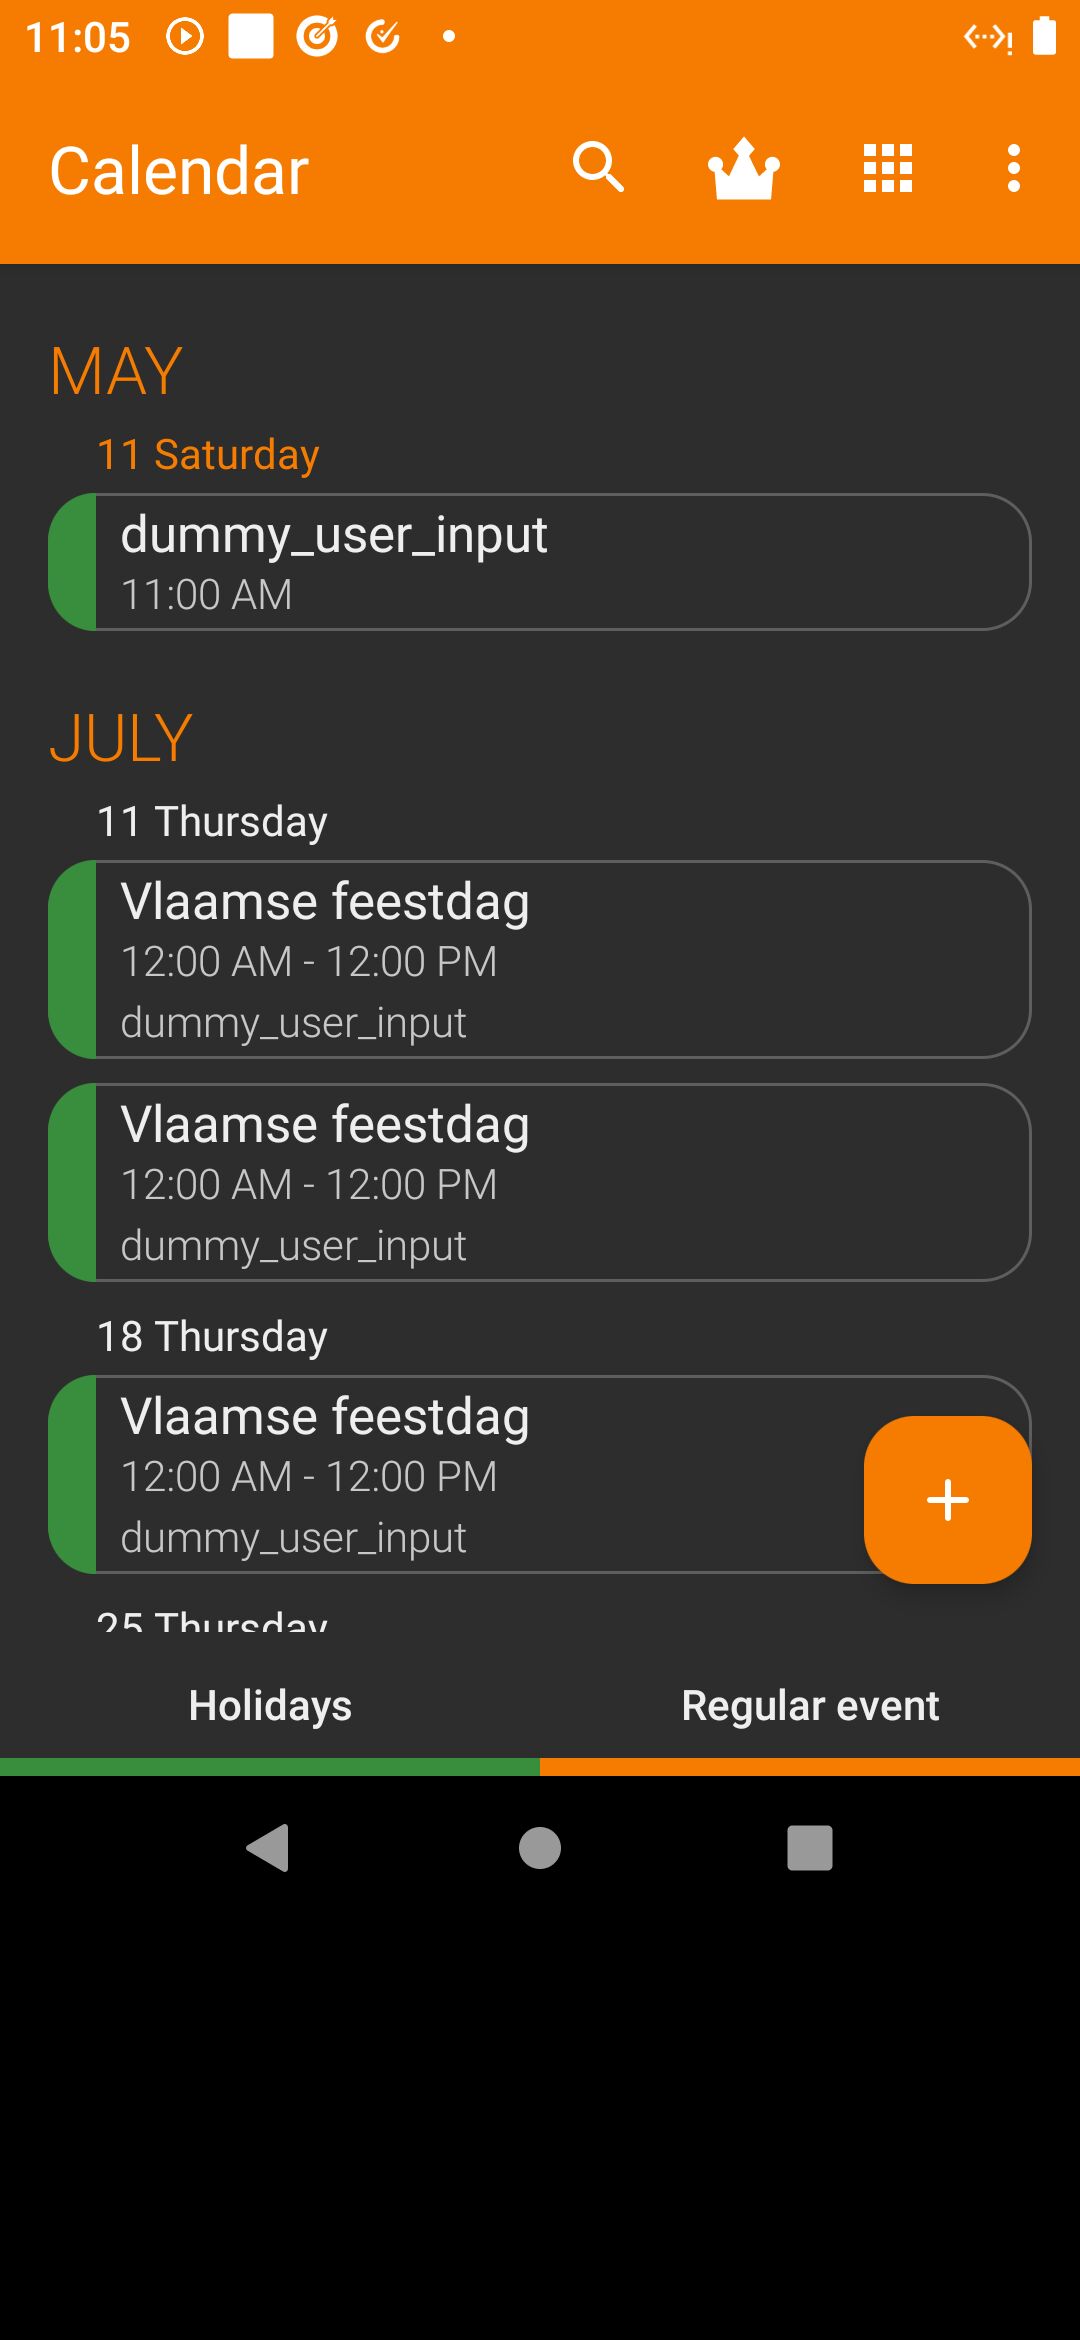 11:05
Calendar
MAY
11 Saturday
dummy_user_input
11:00 AM
JULY
11 Thursday
Vlaamse feestdag
12:00 AM - 12:00 PM
dummy_user_input
Vlaamse feestdag
12:00 AM - 12:00 PM
dummy_user_input
18 Thursday
Vlaamse feestdag
12:00 AM - 12:00 PM
dummy_user_input
25 Thursday
Holidays
Regular event